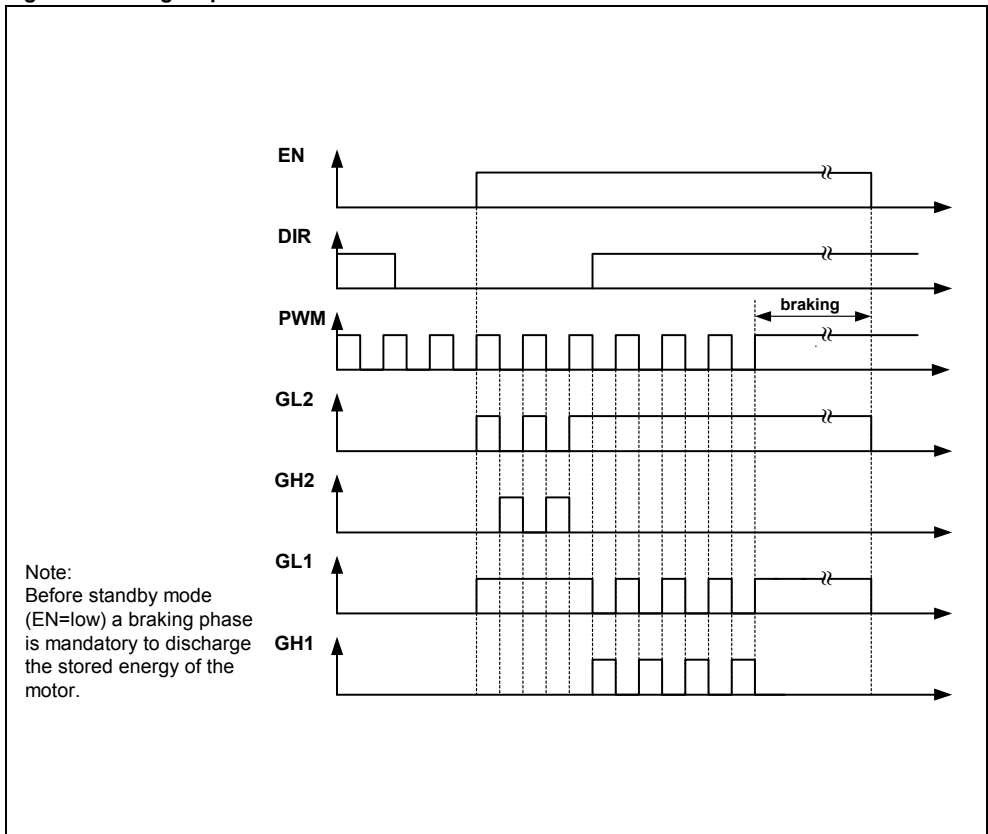 EN
DIR
braking
PWM
GL2
GH2
GL1
Note:
Before standby mode
(EN=low) a braking phase
is mandatory to discharge
the stored energy of the
motor.
GH1